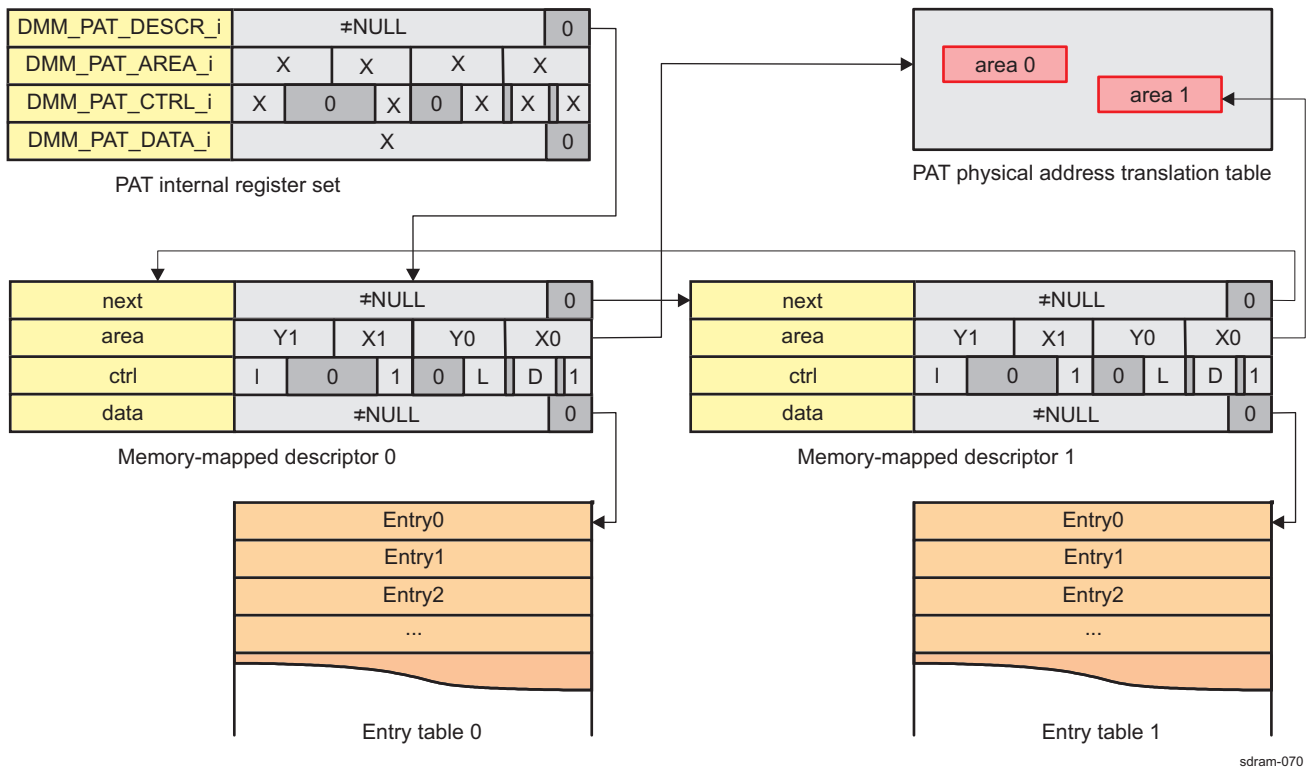 DMM_PAT_DESCR_i ≠NULL 0
DMM_PAT_AREA_i X X X X
DMM_PAT_CTRL_i X 0 X 0 X X X
DMM_PAT_DATA_i X 0
PAT internal register set
area 0
area 1
PAT physical address translation table
next ≠NULL 0
area Y1 X1 Y0 X0
ctrl I 0 1 0 L D 1
data ≠NULL 0
Memory-mapped descriptor 0
next ≠NULL 0
area Y1 X1 Y0 X0
ctrl I 0 1 0 L D 1
data ≠NULL 0
Memory-mapped descriptor 1
Entry0
Entry1
Entry2
...
Entry table 0
Entry0
Entry1
Entry2
...
Entry table 1
sdram-070